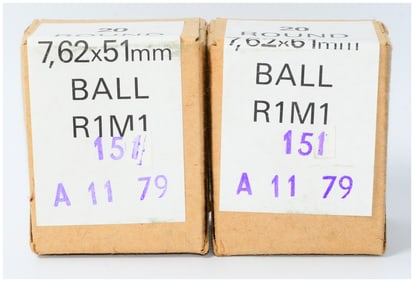 20
ROUND
7,62x51mm
BALL
R1M1
151
A 11 79
20
ROUND
7,62x51mm
BALL
R1M1
151
A 11 79